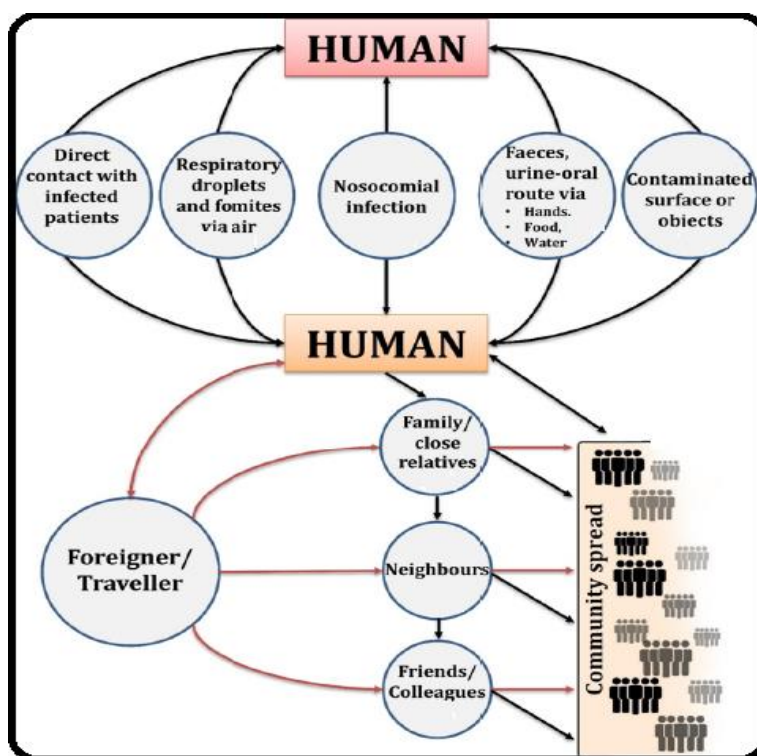 HUMAN
Direct
contact with
infected
patients
Respiratory
droplets
and fomites
via air
Nosocomial
infection
Faeces,
urine-oral
route via
• Hands.
• Food,
• Water
Contaminated
surface or
objects
HUMAN
Family/
close
relatives
Foreigner/
Traveller
Neighbours
Friends/
Colleagues
Community spread